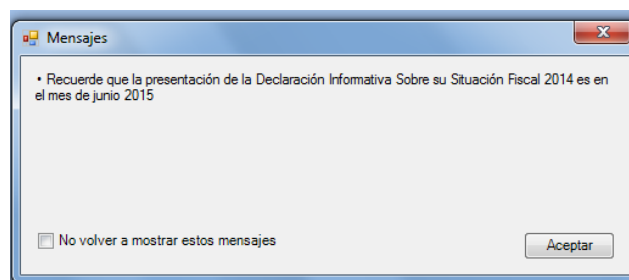 Mensajes
• Recuerde que la presentación de la Declaración Informativa Sobre su Situación Fiscal 2014 es en
el mes de junio 2015
No volver a mostrar estos mensajes
Aceptar